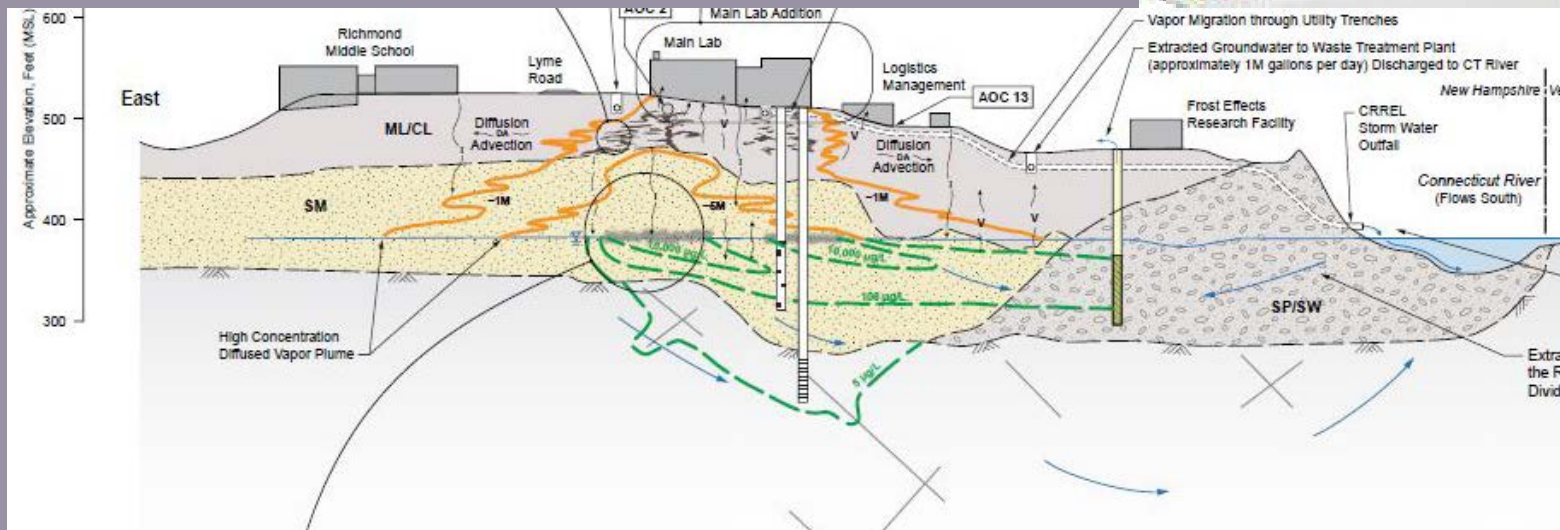 Approximate Elevation, Feet (MSL)
600
500
400
300
East
Richmond
Middle School
Lyme
Road
AOC 2
Main Lab Addition
Main Lab
Logistics
Management
AOC 13
Vapor Migration through Utility Trenches
Extracted Groundwater to Waste Treatment Plant
(approximately 1M gallons per day) Discharged to CT River
New Hampshire
Frost Effects
Research Facility
CRREL
Storm Water
Outfall
Connecticut River
(Flows South)
ML/CL
Diffusion
DA
Advection
V
V
Diffusion
DA
Advection
V
V
SM
~1M
~5M
~1M
10,000 µg/L
10,000 µg/L
100 µg/L
5 µg/L
SP/SW
High Concentration
Diffused Vapor Plume
the R